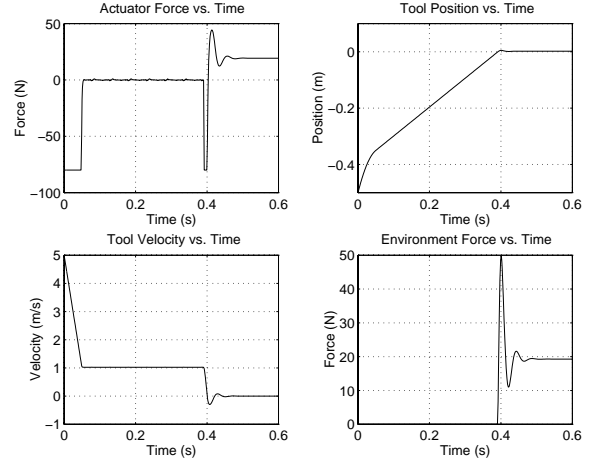 Actuator Force vs. Time
Force (N)
50
0
−50
−100
0 0.2 0.4 0.6
Time (s)
Tool Position vs. Time
Position (m)
0
−0.2
−0.4
0 0.2 0.4 0.6
Time (s)
Tool Velocity vs. Time
Velocity (m/s)
5
4
3
2
1
0
−1
0 0.2 0.4 0.6
Time (s)
Environment Force vs. Time
Force (N)
50
40
30
20
10
0
0 0.2 0.4 0.6
Time (s)